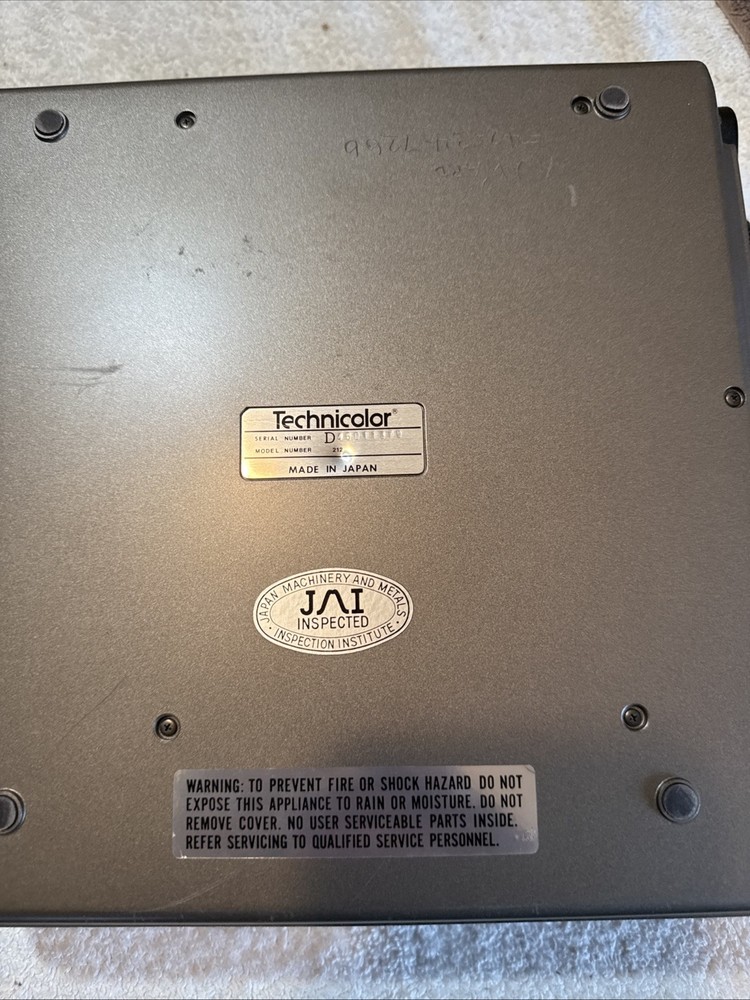 Technicolor®
SERIAL NUMBER
MODEL NUMBER 212
MADE IN JAPAN
JAPAN MACHINERY AND METALS
JAI
INSPECTED
• INSPECTION INSTITUTE •
WARNING: TO PREVENT FIRE OR SHOCK HAZARD DO NOT
EXPOSE THIS APPLIANCE TO RAIN OR MOISTURE. DO NOT
REMOVE COVER. NO USER SERVICEABLE PARTS INSIDE.
REFER SERVICING TO QUALIFIED SERVICE PERSONNEL.